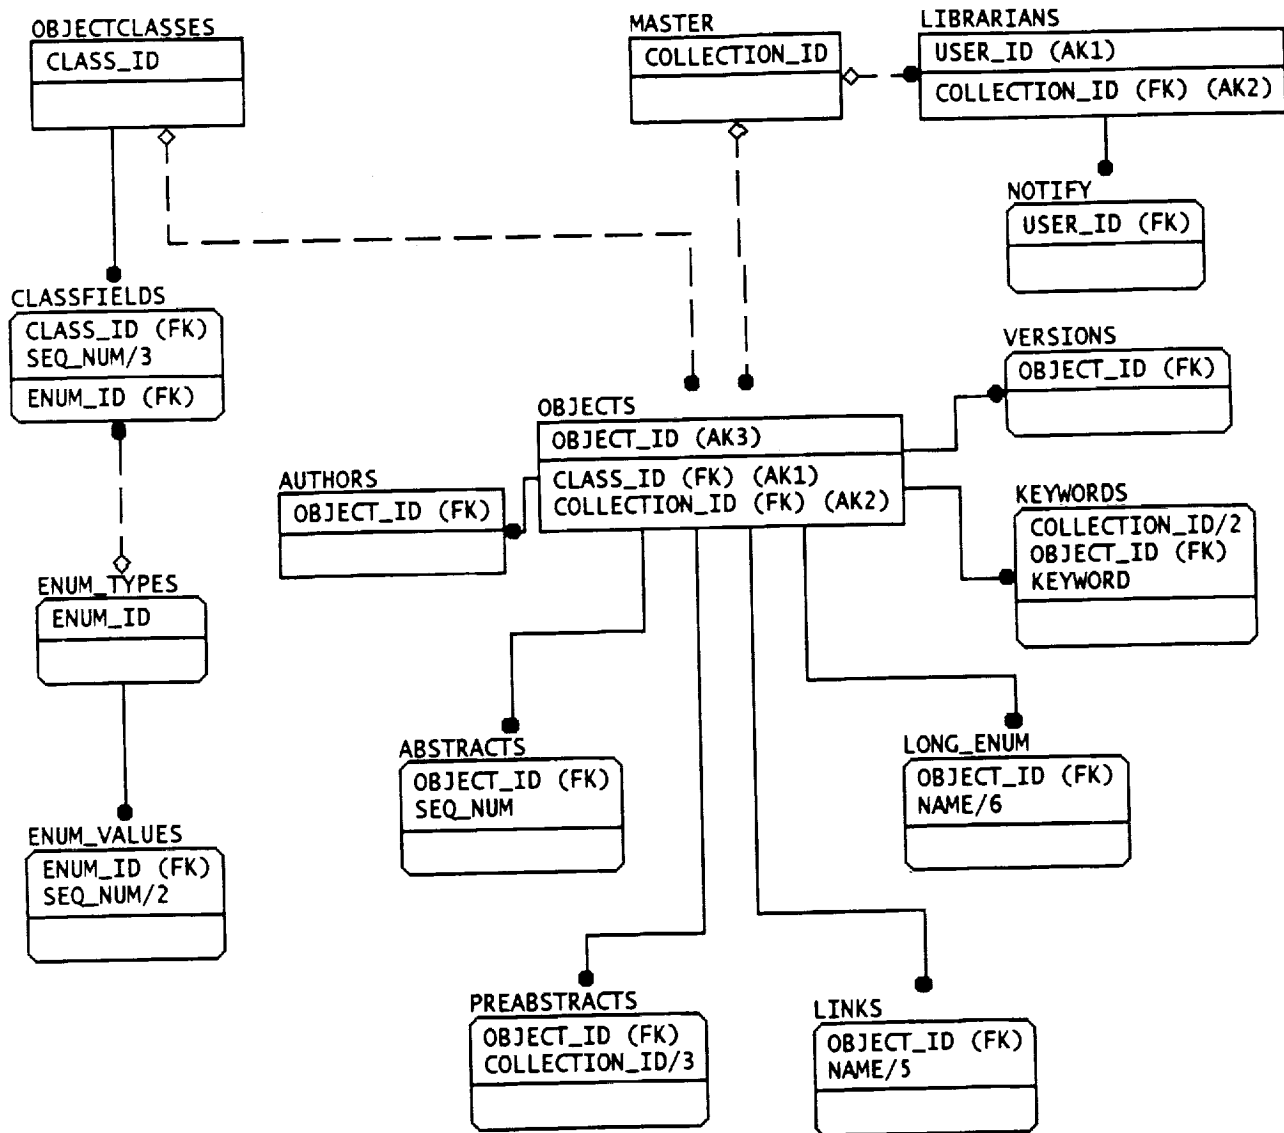 OBJECTCLASSES
CLASS_ID
MASTER
COLLECTION_ID
LIBRARIANS
USER_ID (AK1)
COLLECTION_ID (FK) (AK2)
NOTIFY
USER_ID (FK)
CLASSFIELDS
CLASS_ID (FK)
SEQ_NUM/3
ENUM_ID (FK)
VERSIONS
OBJECT_ID (FK)
OBJECTS
OBJECT_ID (AK3)
CLASS_ID (FK) (AK1)
COLLECTION_ID (FK) (AK2)
AUTHORS
OBJECT_ID (FK)
KEYWORDS
COLLECTION_ID/2
OBJECT_ID (FK)
KEYWORD
ENUM_TYPES
ENUM_ID
ABSTRACTS
OBJECT_ID (FK)
SEQ_NUM
LONG_ENUM
OBJECT_ID (FK)
NAME/6
ENUM_VALUES
ENUM_ID (FK)
SEQ_NUM/2
PREABSTRACTS
OBJECT_ID (FK)
COLLECTION_ID/3
LINKS
OBJECT_ID (FK)
NAME/5